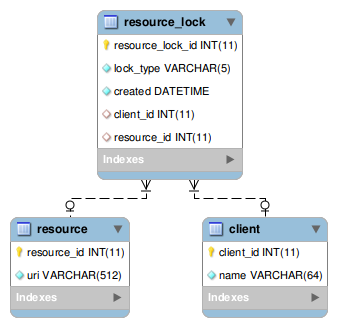 resource_lock
resource_lock_id INT(11)
lock_type VARCHAR(5)
created DATETIME
client_id INT(11)
resource_id INT(11)
Indexes
resource
resource_id INT(11)
uri VARCHAR(512)
Indexes
client
client_id INT(11)
name VARCHAR(64)
Indexes